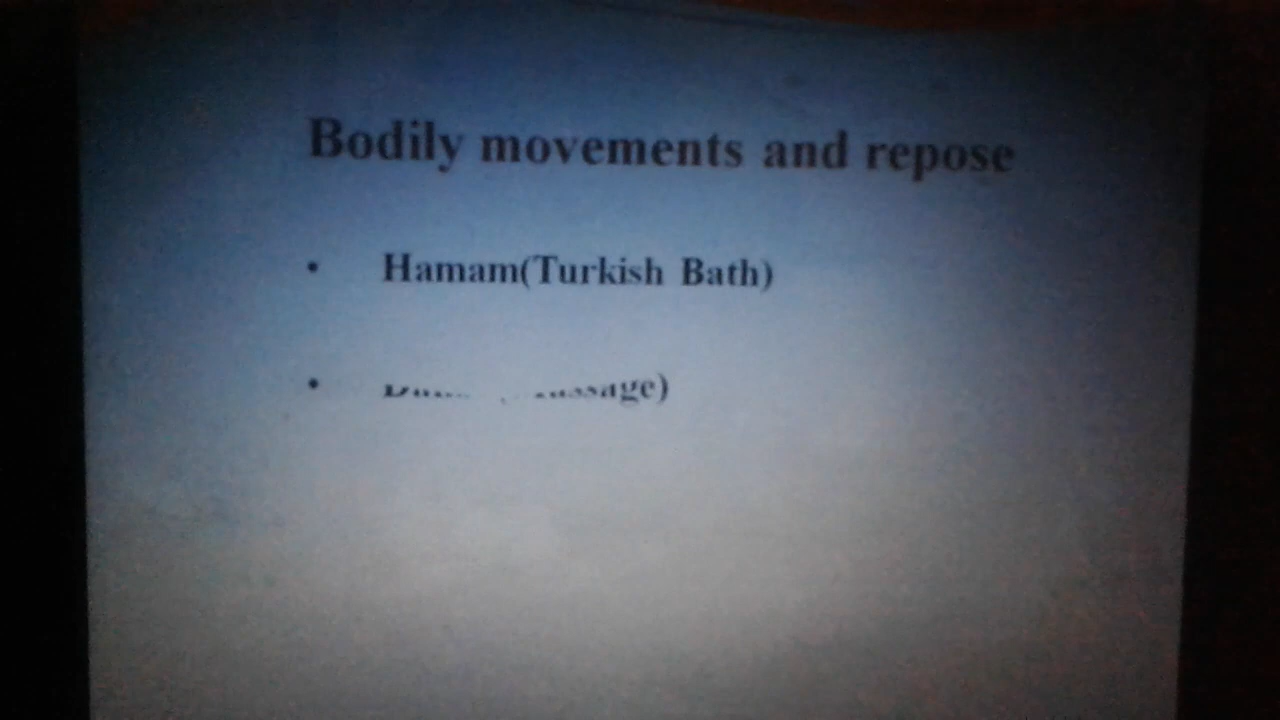 Bodily movements and repose
• Hamam(Turkish Bath)
•